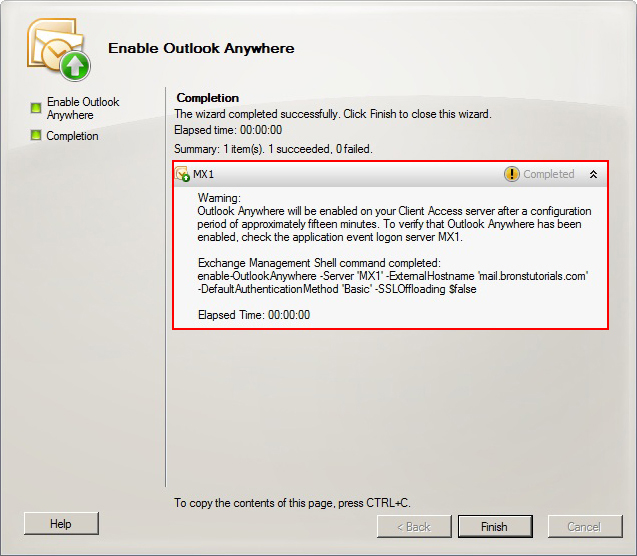 Enable Outlook Anywhere
Enable Outlook
Anywhere
Completion
Completion
The wizard completed successfully. Click Finish to close this wizard.
Elapsed time: 00:00:00
Summary: 1 item(s). 1 succeeded, 0 failed.
MX1 Completed
Warning:
Outlook Anywhere will be enabled on your Client Access server after a configuration
period of approximately fifteen minutes. To verify that Outlook Anywhere has been
enabled, check the application event logon server MX1.
Exchange Management Shell command completed:
enable-OutlookAnywhere -Server 'MX1' -ExternalHostname 'mail.bronstutorials.com'
-DefaultAuthenticationMethod 'Basic' -SSLOffloading $false
Elapsed Time: 00:00:00
To copy the contents of this page, press CTRL+C.
Help < Back Finish Cancel